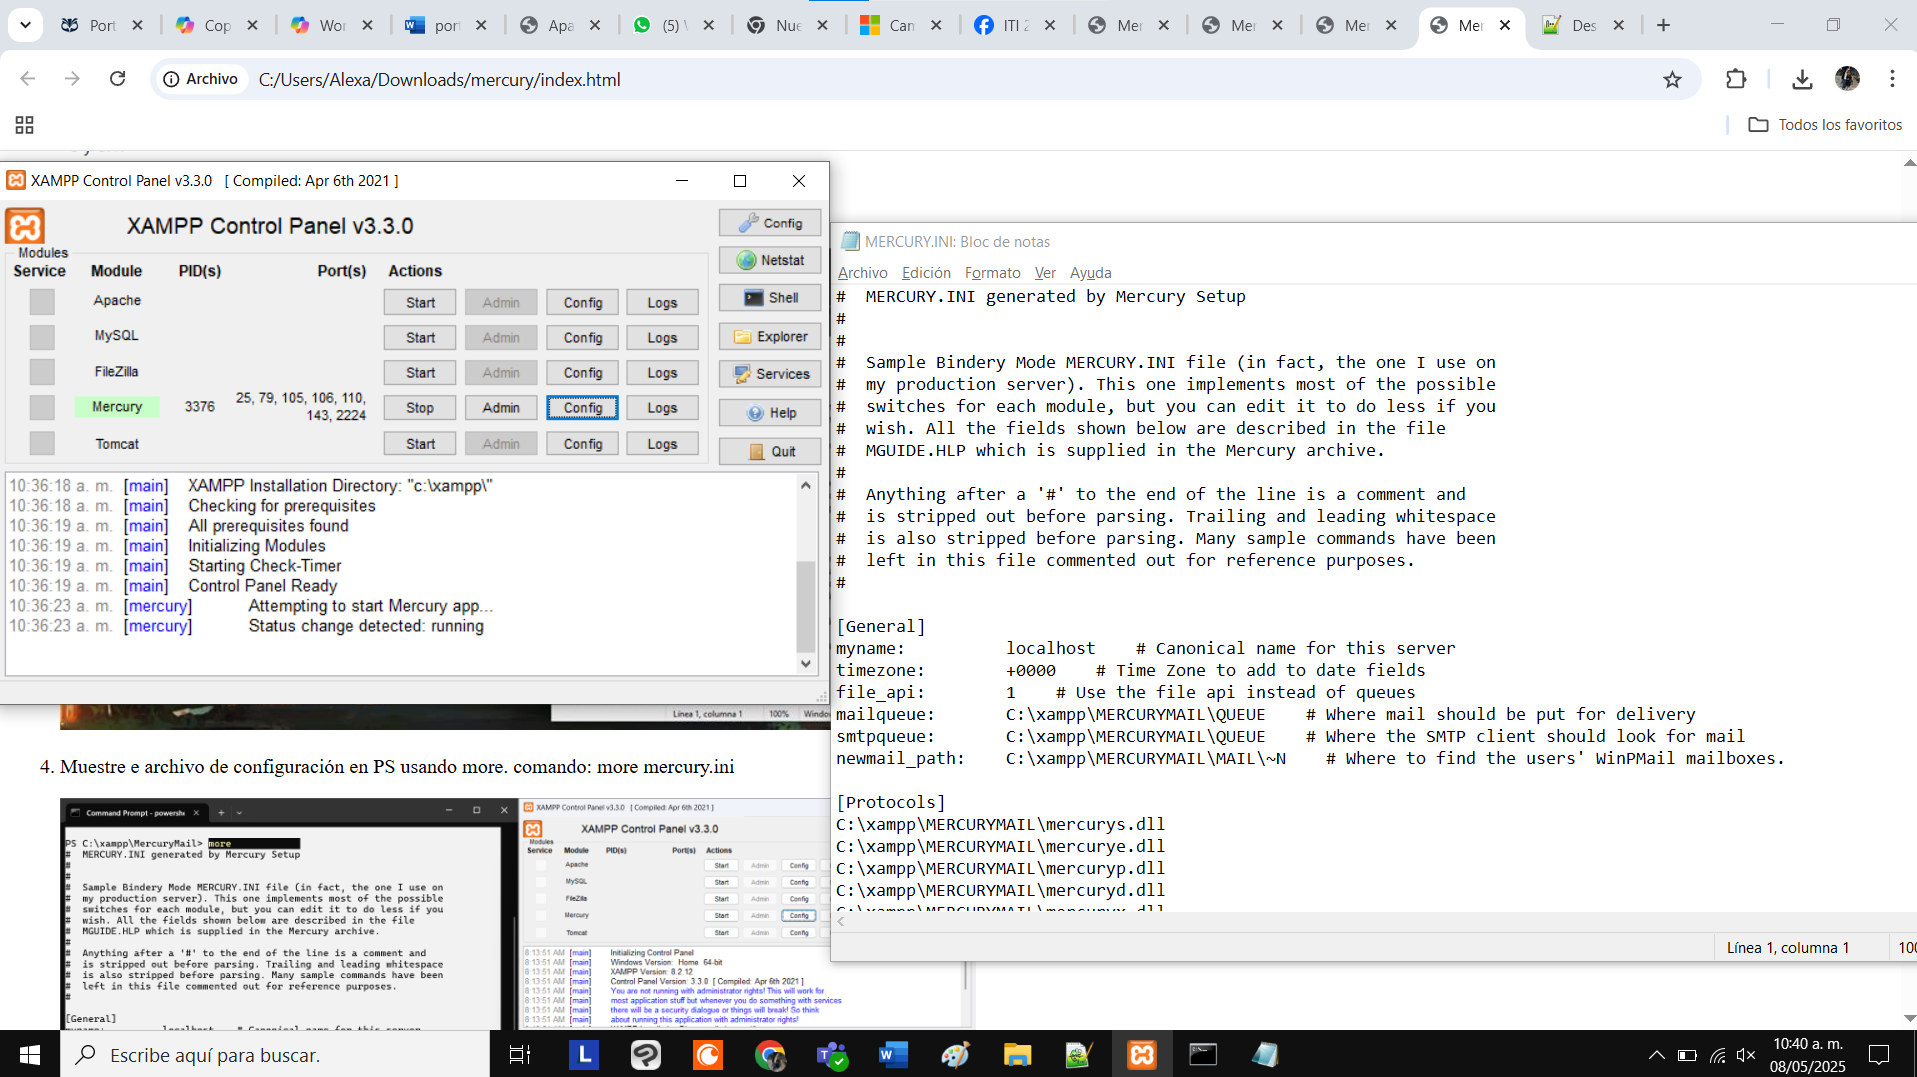 Port
Cop
Wor
port
Apa
(5) W
Nue
Can
ITI 2
Mer
Mer
Mer
Mer
Des
Archivo
C:/Users/Alexa/Downloads/mercury/index.html
Todos los favoritos
XAMPP Control Panel v3.3.0 [ Compiled: Apr 6th 2021 ]
XAMPP Control Panel v3.3.0
Config
Modules
Service Module PID(s) Port(s) Actions
Netstat
Apache Start Admin Config Logs
Shell
MySQL Start Admin Config Logs
Explorer
FileZilla Start Admin Config Logs
Services
Mercury 3376 25, 79, 105, 106, 110, 143, 2224 Stop Admin Config Logs
Help
Tomcat Start Admin Config Logs
Quit
10:36:18 a. m. [main] XAMPP Installation Directory: "c:\xampp\"
10:36:18 a. m. [main] Checking for prerequisites
10:36:19 a. m. [main] All prerequisites found
10:36:19 a. m. [main] Initializing Modules
10:36:19 a. m. [main] Starting Check-Timer
10:36:19 a. m. [main] Control Panel Ready
10:36:23 a. m. [mercury] Attempting to start Mercury app...
10:36:23 a. m. [mercury] Status change detected: running
MERCURY.INI: Bloc de notas
Archivo Edición Formato Ver Ayuda
# MERCURY.INI generated by Mercury Setup
#
#
# Sample Bindery Mode MERCURY.INI file (in fact, the one I use on
# my production server). This one implements most of the possible
# switches for each module, but you can edit it to do less if you
# wish. All the fields shown below are described in the file
# MGUIDE.HLP which is supplied in the Mercury archive.
#
# Anything after a '#' to the end of the line is a comment and
# is stripped out before parsing. Trailing and leading whitespace
# is also stripped before parsing. Many sample commands have been
# left in this file commented out for reference purposes.
#
[General]
myname: localhost # Canonical name for this server
timezone: +0000 # Time Zone to add to date fields
file_api: 1 # Use the file api instead of queues
mailqueue: C:\xampp\MERCURYMAIL\QUEUE # Where mail should be put for delivery
smtpqueue: C:\xampp\MERCURYMAIL\QUEUE # Where the SMTP client should look for mail
newmail_path: C:\xampp\MERCURYMAIL\MAIL\~N # Where to find the users' WinPMail mailboxes.
[Protocols]
C:\xampp\MERCURYMAIL\mercurys.dll
C:\xampp\MERCURYMAIL\mercurye.dll
C:\xampp\MERCURYMAIL\mercuryp.dll
C:\xampp\MERCURYMAIL\mercuryd.dll
C:\xampp\MERCURYMAIL\mercuryx.dll
Línea 1, columna 1 100
Línea 1, columna 1 100% Windo
4. Muestre e archivo de configuración en PS usando more. comando: more mercury.ini
Command Prompt - powersh
PS C:\xampp\MercuryMail> more
# MERCURY.INI generated by Mercury Setup
#
#
# Sample Bindery Mode MERCURY.INI file (in fact, the one I use on
# my production server). This one implements most of the possible
# switches for each module, but you can edit it to do less if you
# wish. All the fields shown below are described in the file
# MGUIDE.HLP which is supplied in the Mercury archive.
#
# Anything after a '#' to the end of the line is a comment and
# is stripped out before parsing. Trailing and leading whitespace
# is also stripped before parsing. Many sample commands have been
# left in this file commented out for reference purposes.
#
[General]
myname: localhost # Canonical name for this server
XAMPP Control Panel v3.3.0 [ Compiled: Apr 6th 2021 ]
XAMPP Control Panel v3.3.0
Modules
Service Module PID(s) Port(s) Actions
Apache Start Admin Config
MySQL Start Admin Config
FileZilla Start Admin Config
Mercury Start Admin Config
Tomcat Start Admin Config
8:13:51 AM [main] Initializing Control Panel
8:13:51 AM [main] Windows Version: Home 64-bit
8:13:51 AM [main] XAMPP Version: 8.2.12
8:13:51 AM [main] Control Panel Version: 3.3.0 [ Compiled: Apr 6th 2021 ]
8:13:51 AM [main] You are not running with administrator rights! This will work for
8:13:51 AM [main] most application stuff but whenever you do something with services
8:13:51 AM [main] there will be a security dialogue or things will break! So think
8:13:51 AM [main] about running this application with administrator rights!
Escribe aquí para buscar.
L
10:40 a. m.
08/05/2025